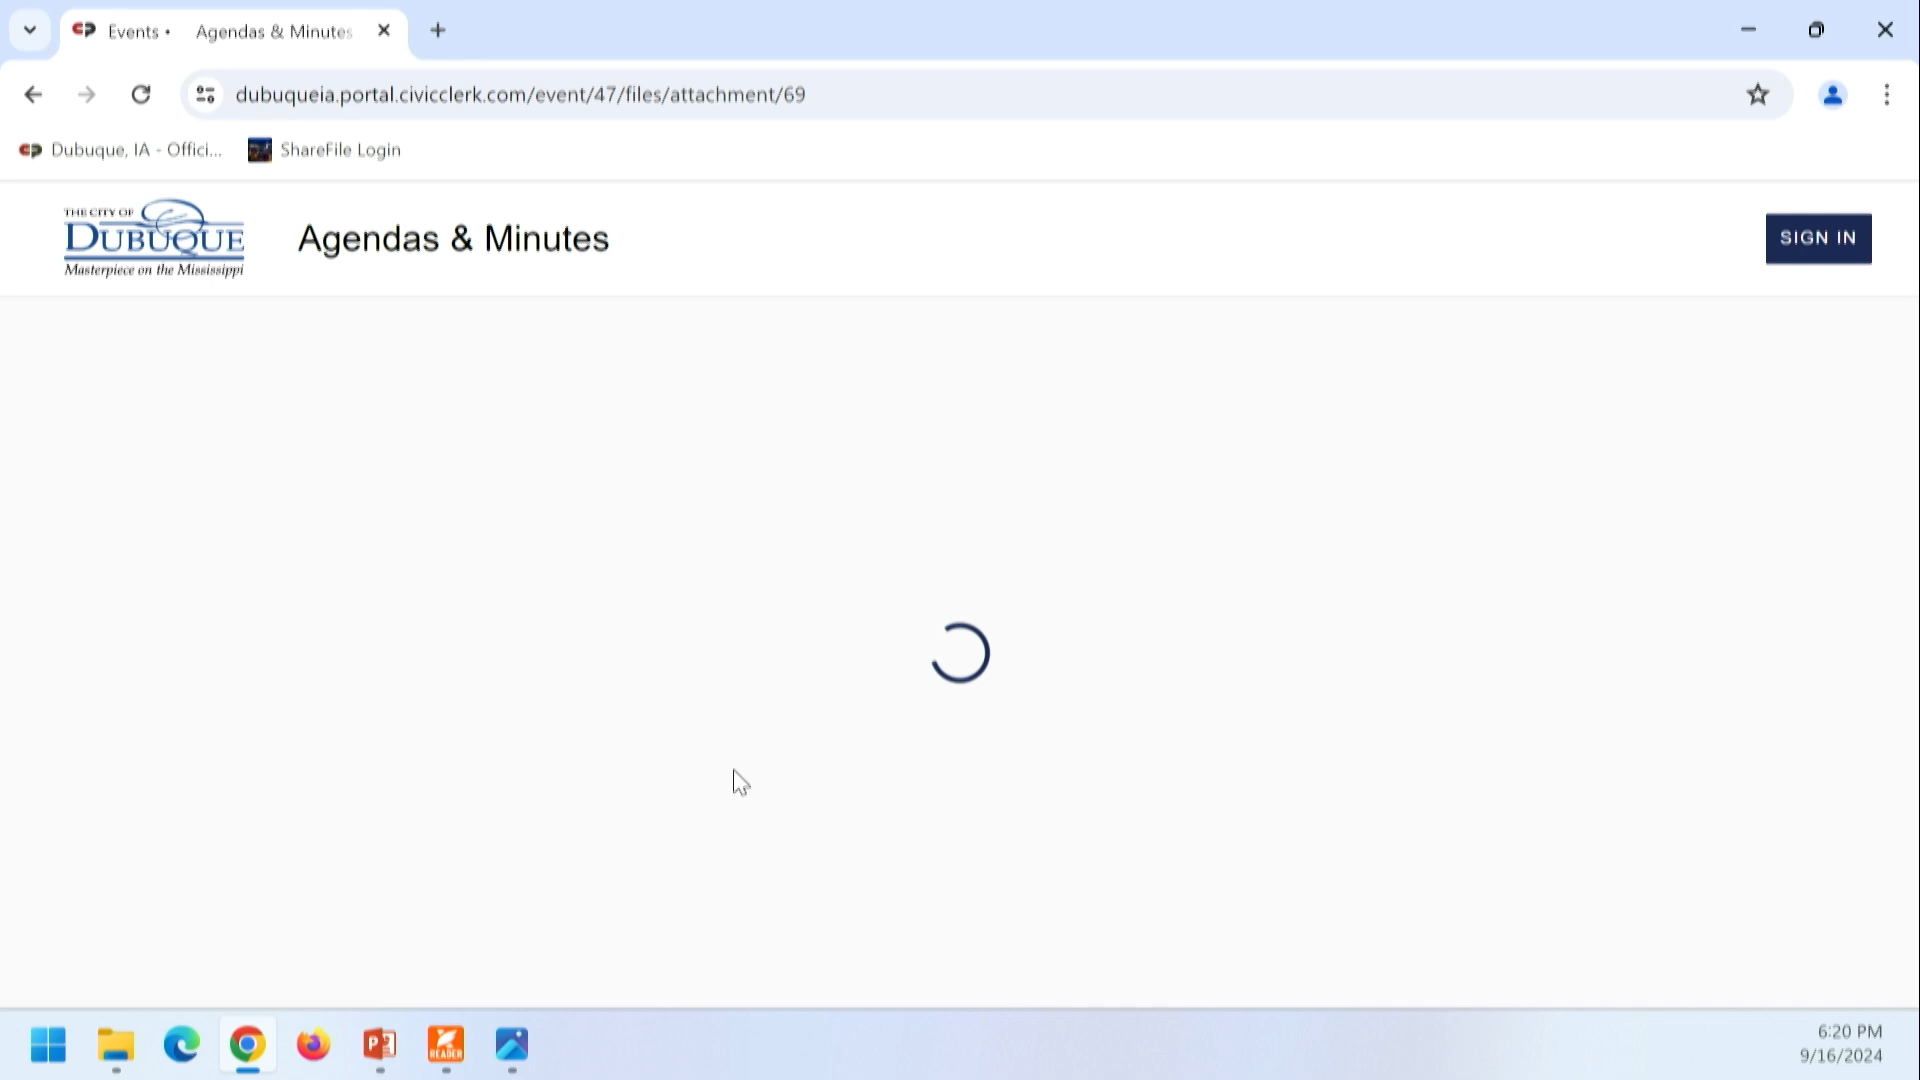 Events • Agendas & Minutes
dubuqueia.portal.civicclerk.com/event/47/files/attachment/69
Dubuque, IA - Offici...
ShareFile Login
THE CITY OF
DUBUQUE
Masterpiece on the Mississippi
Agendas & Minutes
SIGN IN
READER
6:20 PM
9/16/2024